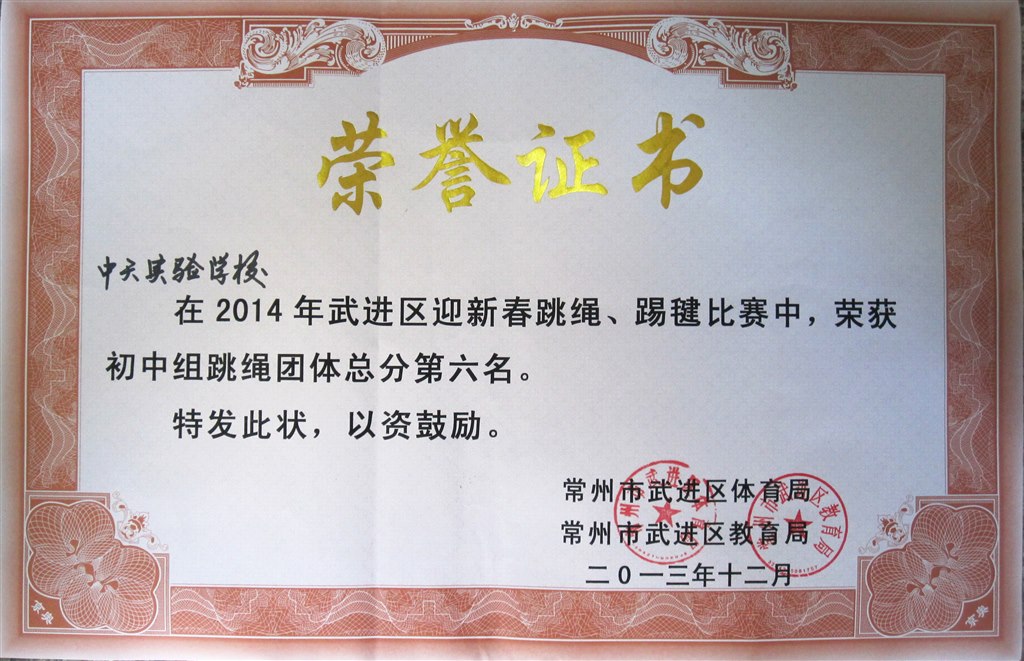 荣誉证书
中天实验学校
在2014年武进区迎新春跳绳、踢毽比赛中，荣获
初中组跳绳团体总分第六名。
特发此状，以资鼓励。
常州市武进区体育局
常州市武进区教育局
二0一三年十二月